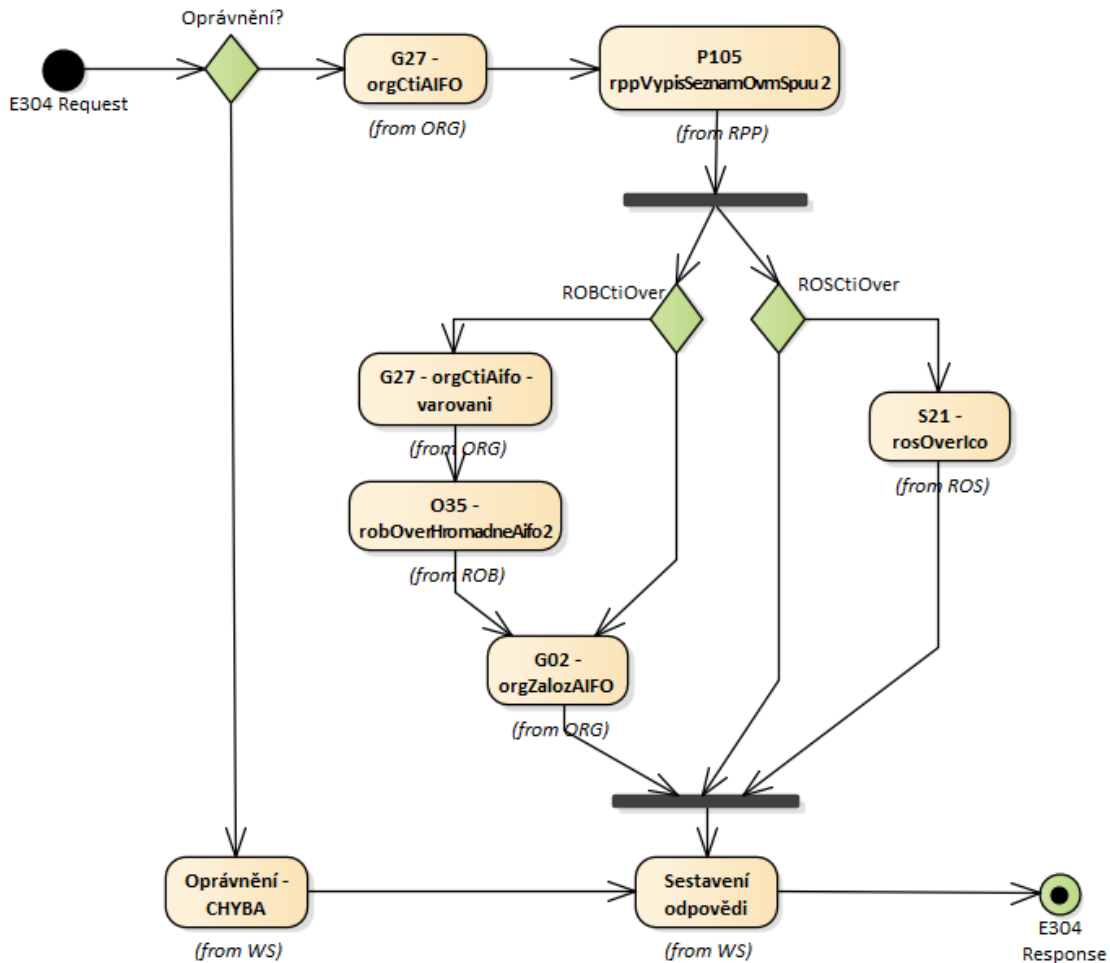 Oprávnění?
E304 Request
G27 -
orgCtiAIFO
(from ORG)
P105
rppVypisSeznamOvmSpuu 2
(from RPP)
ROBCtiOver
ROSCtiOver
G27 - orgCtiAifo -
varovani
(from ORG)
S21 -
rosOverIco
(from ROS)
O35 -
robOverHromadneAifo2
(from ROB)
G02 -
orgZalozAIFO
(from ORG)
Oprávnění -
CHYBA
(from WS)
Sestavení
odpovědi
(from WS)
E304
Response